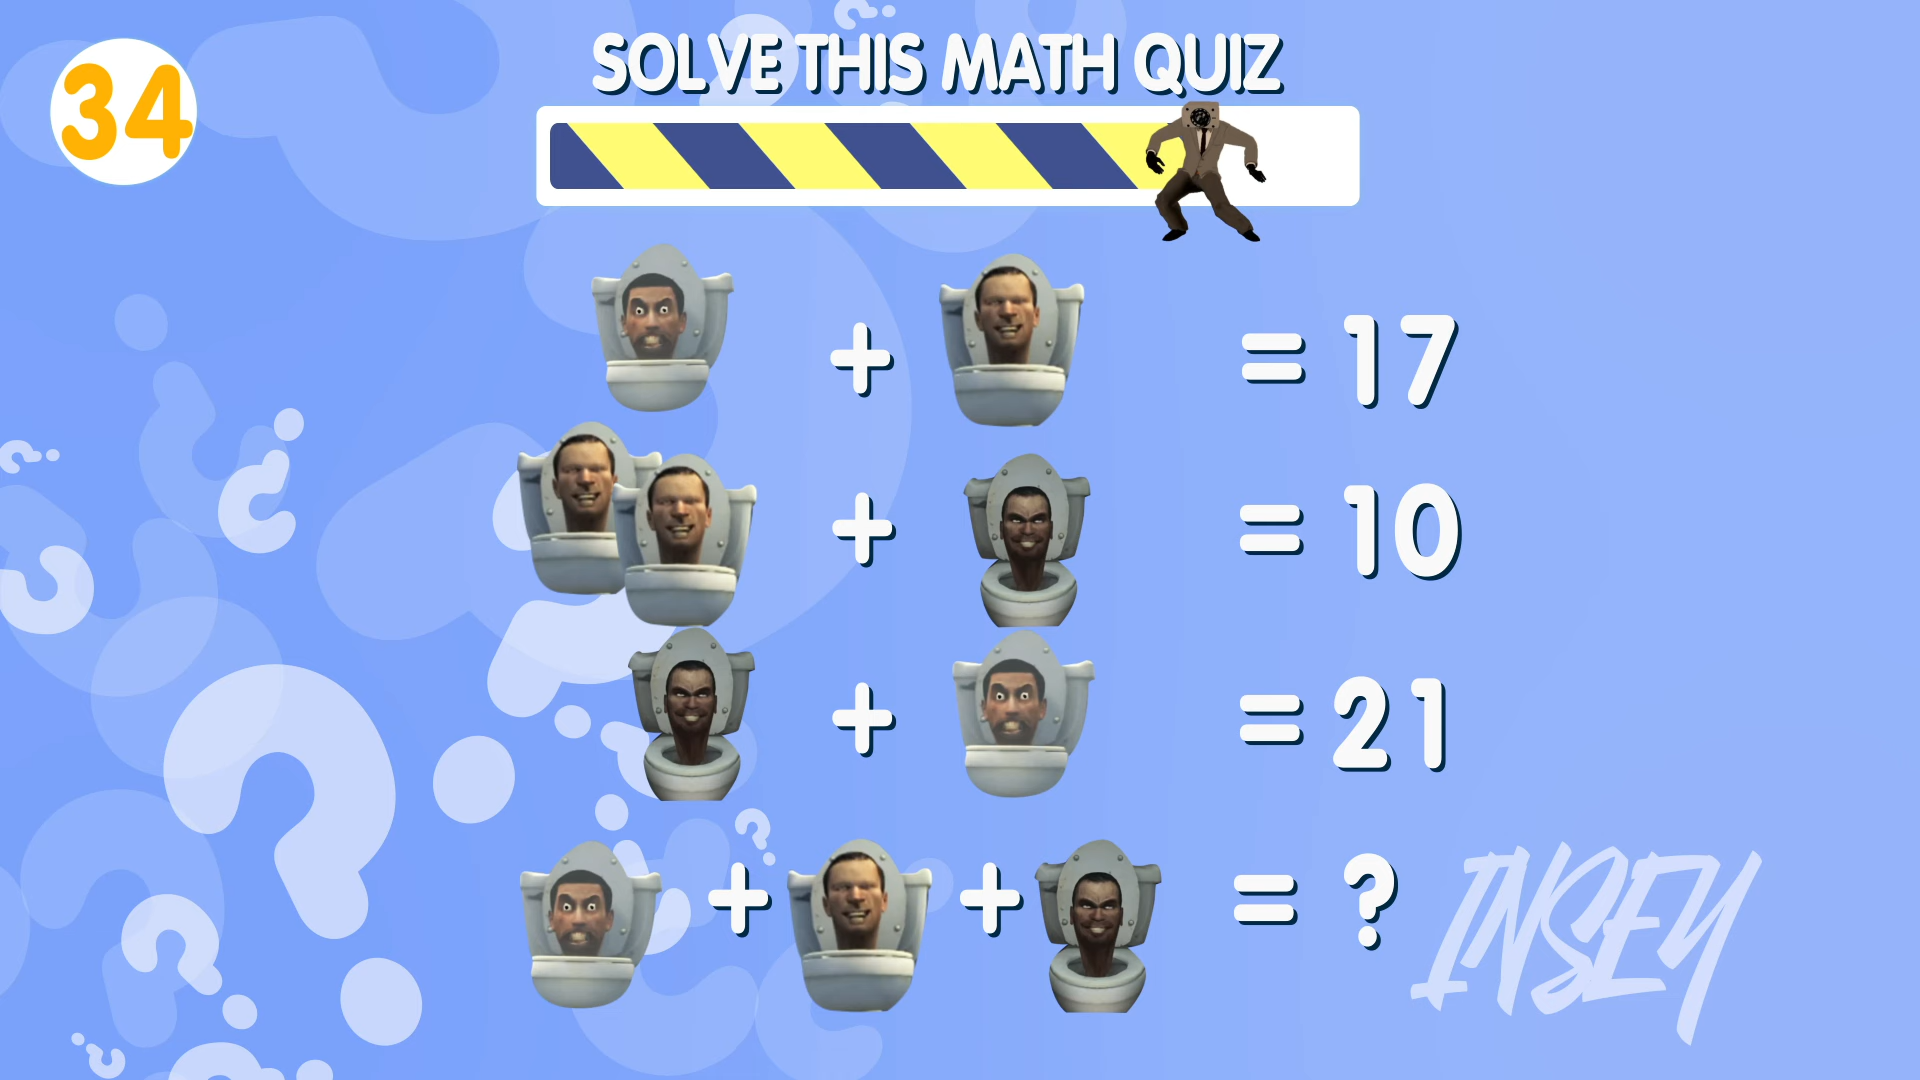 34
SOLVE THIS MATH QUIZ
+ = 17
+ = 10
+ = 21
+ + = ?
INSEY